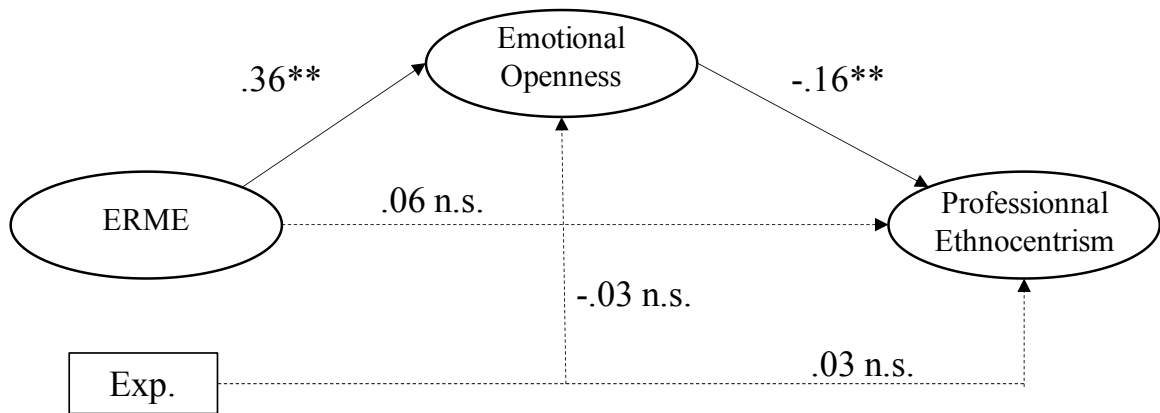 Emotional
Openness
.36**
-.16**
ERME
.06 n.s.
Professionnal
Ethnocentrism
-.03 n.s.
Exp.
.03 n.s.